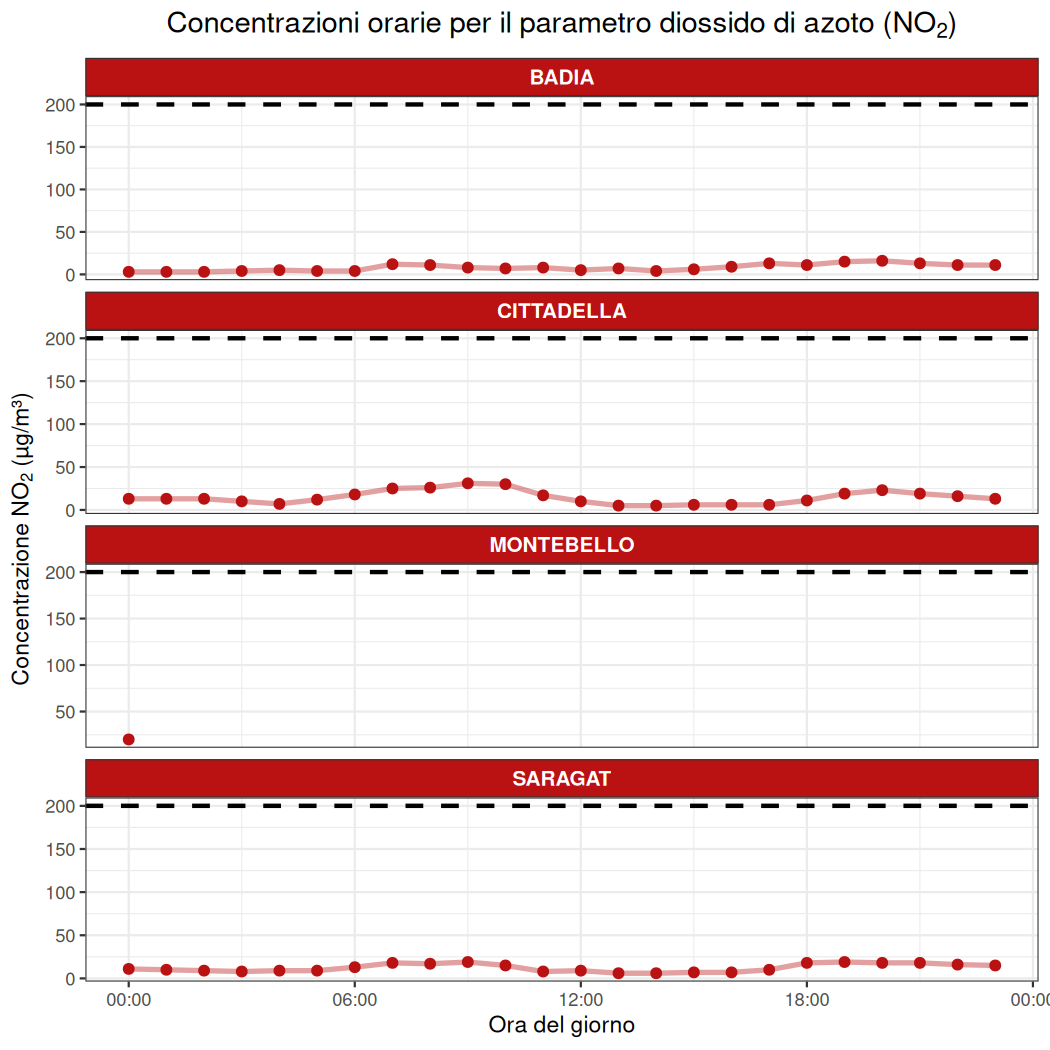 Concentrazioni orarie per il parametro diossido di azoto (NO₂)
BADIA
200
150
100
50
0
CITTADELLA
200
150
100
50
0
MONTEBELLO
200
150
100
50
SARAGAT
200
150
100
50
0
Concentrazione NO₂ (µg/m³)
00:00 06:00 12:00 18:00 00:0
Ora del giorno